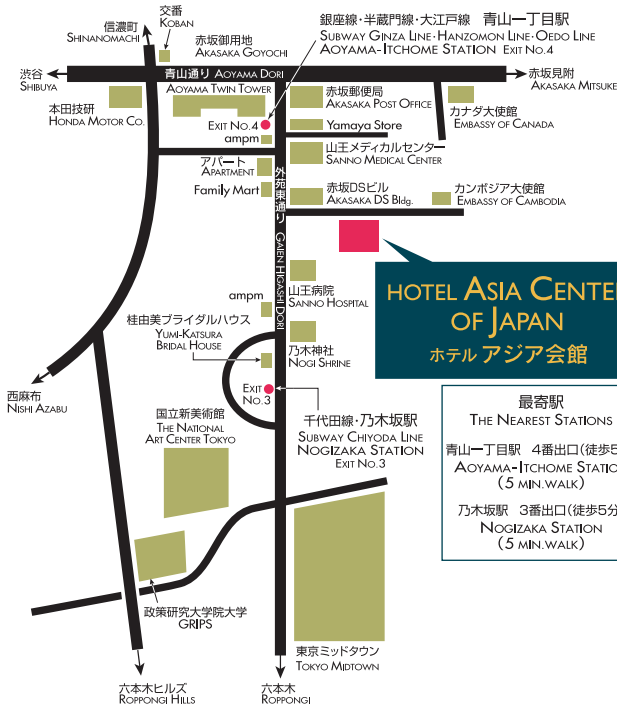 信濃町
SHINANOMACHI
交番
KOBAN
赤坂御用地
AKASAKA GOYOCHI
銀座線・半蔵門線・大江戸線 青山一丁目駅
SUBWAY GINZA LINE・HANZOMON LINE・OEDO LINE
AOYAMA-ITCHOME STATION EXIT NO.4
渋谷
SHIBUYA
青山通り AOYAMA DORI
赤坂見附
AKASAKA MITSUKE
本田技研
HONDA MOTOR CO.
AOYAMA TWIN TOWER
赤坂郵便局
AKASAKA POST OFFICE
カナダ大使館
EMBASSY OF CANADA
EXIT NO.4
Yamaya Store
ampm
山王メディカルセンター
SANNO MEDICAL CENTER
アパート
APARTMENT
Family Mart
赤坂DSビル
AKASAKA DS Bldg.
カンボジア大使館
EMBASSY OF CAMBODIA
外苑東通り GAIEN HIGASHI DORI
山王病院
SANNO HOSPITAL
HOTEL ASIA CENTER
OF JAPAN
ホテル アジア会館
ampm
桂由美ブライダルハウス
YUMI-KATSURA
BRIDAL HOUSE
乃木神社
NOGI SHRINE
西麻布
NISHI AZABU
EXIT
NO.3
千代田線・乃木坂駅
SUBWAY CHIYODA LINE
NOGIZAKA STATION
EXIT NO.3
国立新美術館
THE NATIONAL
ART CENTER TOKYO
最寄駅
THE NEAREST STATIONS
青山一丁目駅 4番出口(徒歩5
AOYAMA-ITCHOME STATIO
(5 MIN.WALK)
乃木坂駅 3番出口(徒歩5分
NOGIZAKA STATION
(5 MIN.WALK)
政策研究大学院大学
GRIPS
東京ミッドタウン
TOKYO MIDTOWN
六本木ヒルズ
ROPPONGI HILLS
六本木
ROPPONGI